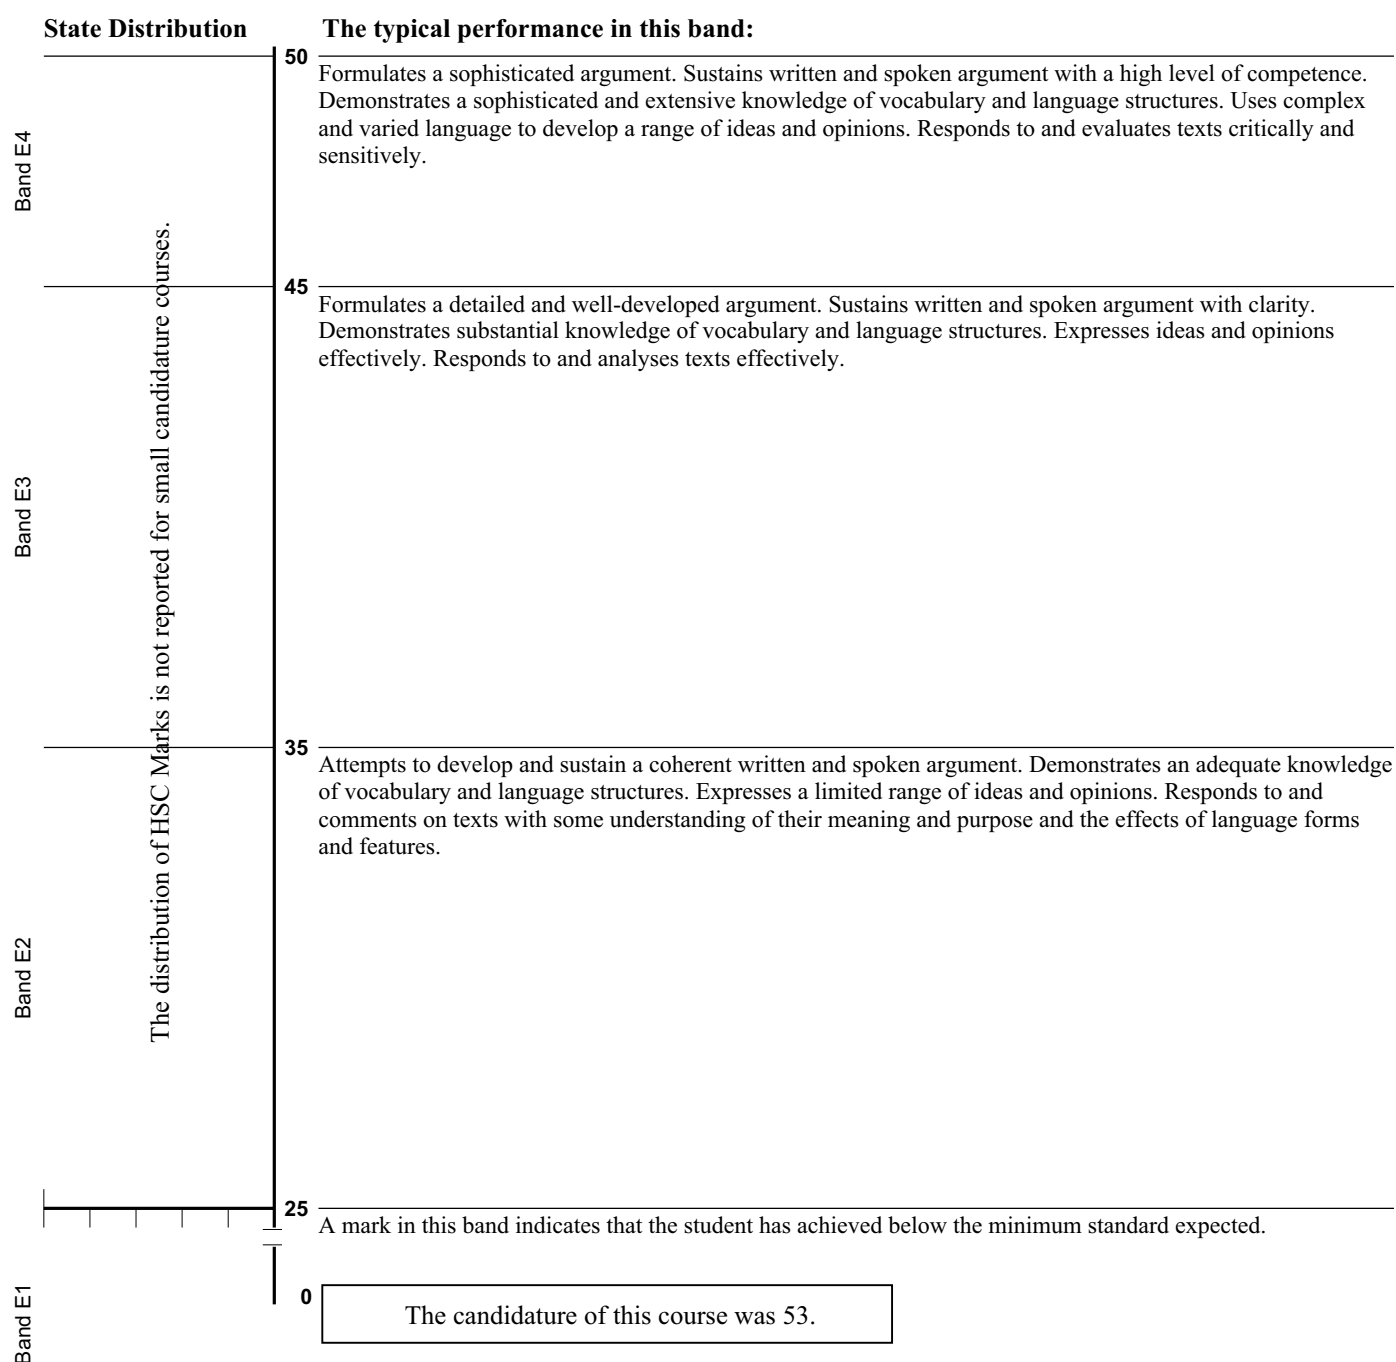 State Distribution
The typical performance in this band:
50
Formulates a sophisticated argument. Sustains written and spoken argument with a high level of competence.
Demonstrates a sophisticated and extensive knowledge of vocabulary and language structures. Uses complex
and varied language to develop a range of ideas and opinions. Responds to and evaluates texts critically and
sensitively.
Band E4
45
Formulates a detailed and well-developed argument. Sustains written and spoken argument with clarity.
Demonstrates substantial knowledge of vocabulary and language structures. Expresses ideas and opinions
effectively. Responds to and analyses texts effectively.
Band E3
The distribution of HSC Marks is not reported for small candidature courses.
35
Attempts to develop and sustain a coherent written and spoken argument. Demonstrates an adequate knowledge
of vocabulary and language structures. Expresses a limited range of ideas and opinions. Responds to and
comments on texts with some understanding of their meaning and purpose and the effects of language forms
and features.
Band E2
25
A mark in this band indicates that the student has achieved below the minimum standard expected.
0
Band E1
The candidature of this course was 53.